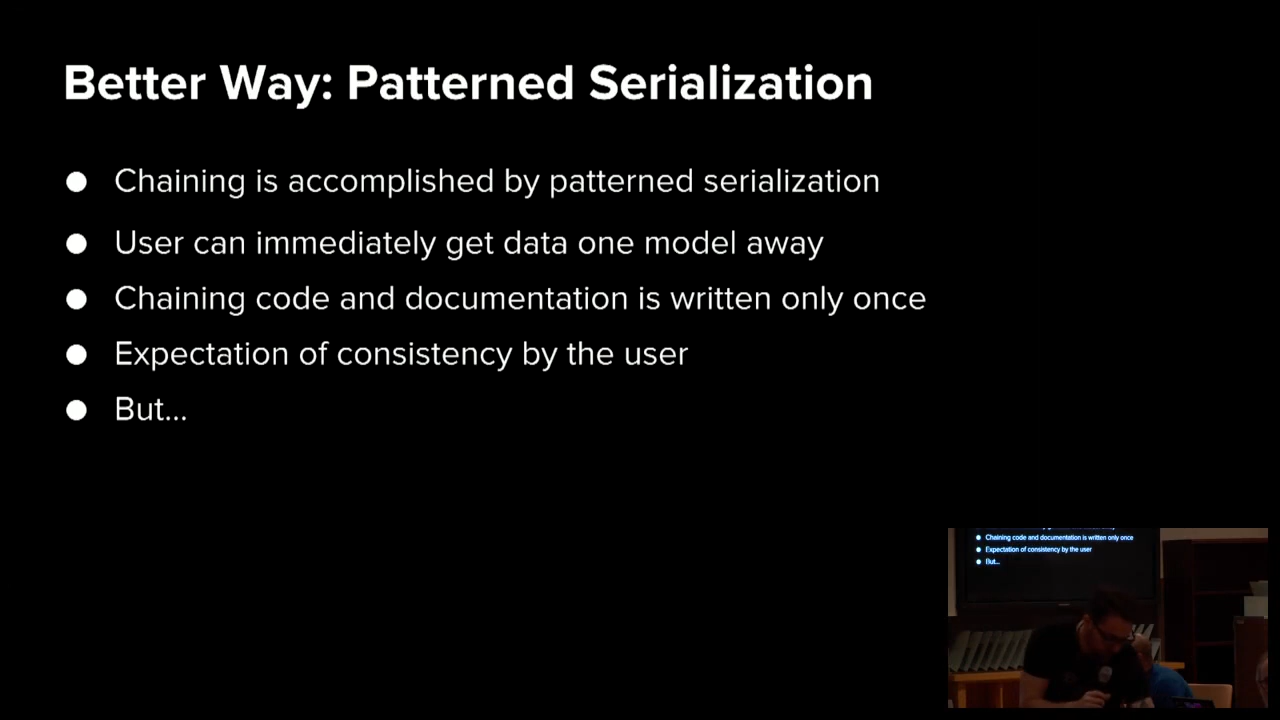 Better Way: Patterned Serialization
● Chaining is accomplished by patterned serialization
● User can immediately get data one model away
● Chaining code and documentation is written only once
● Expectation of consistency by the user
● But...
● Chaining code and documentation is written only once
● Expectation of consistency by the user
● But...